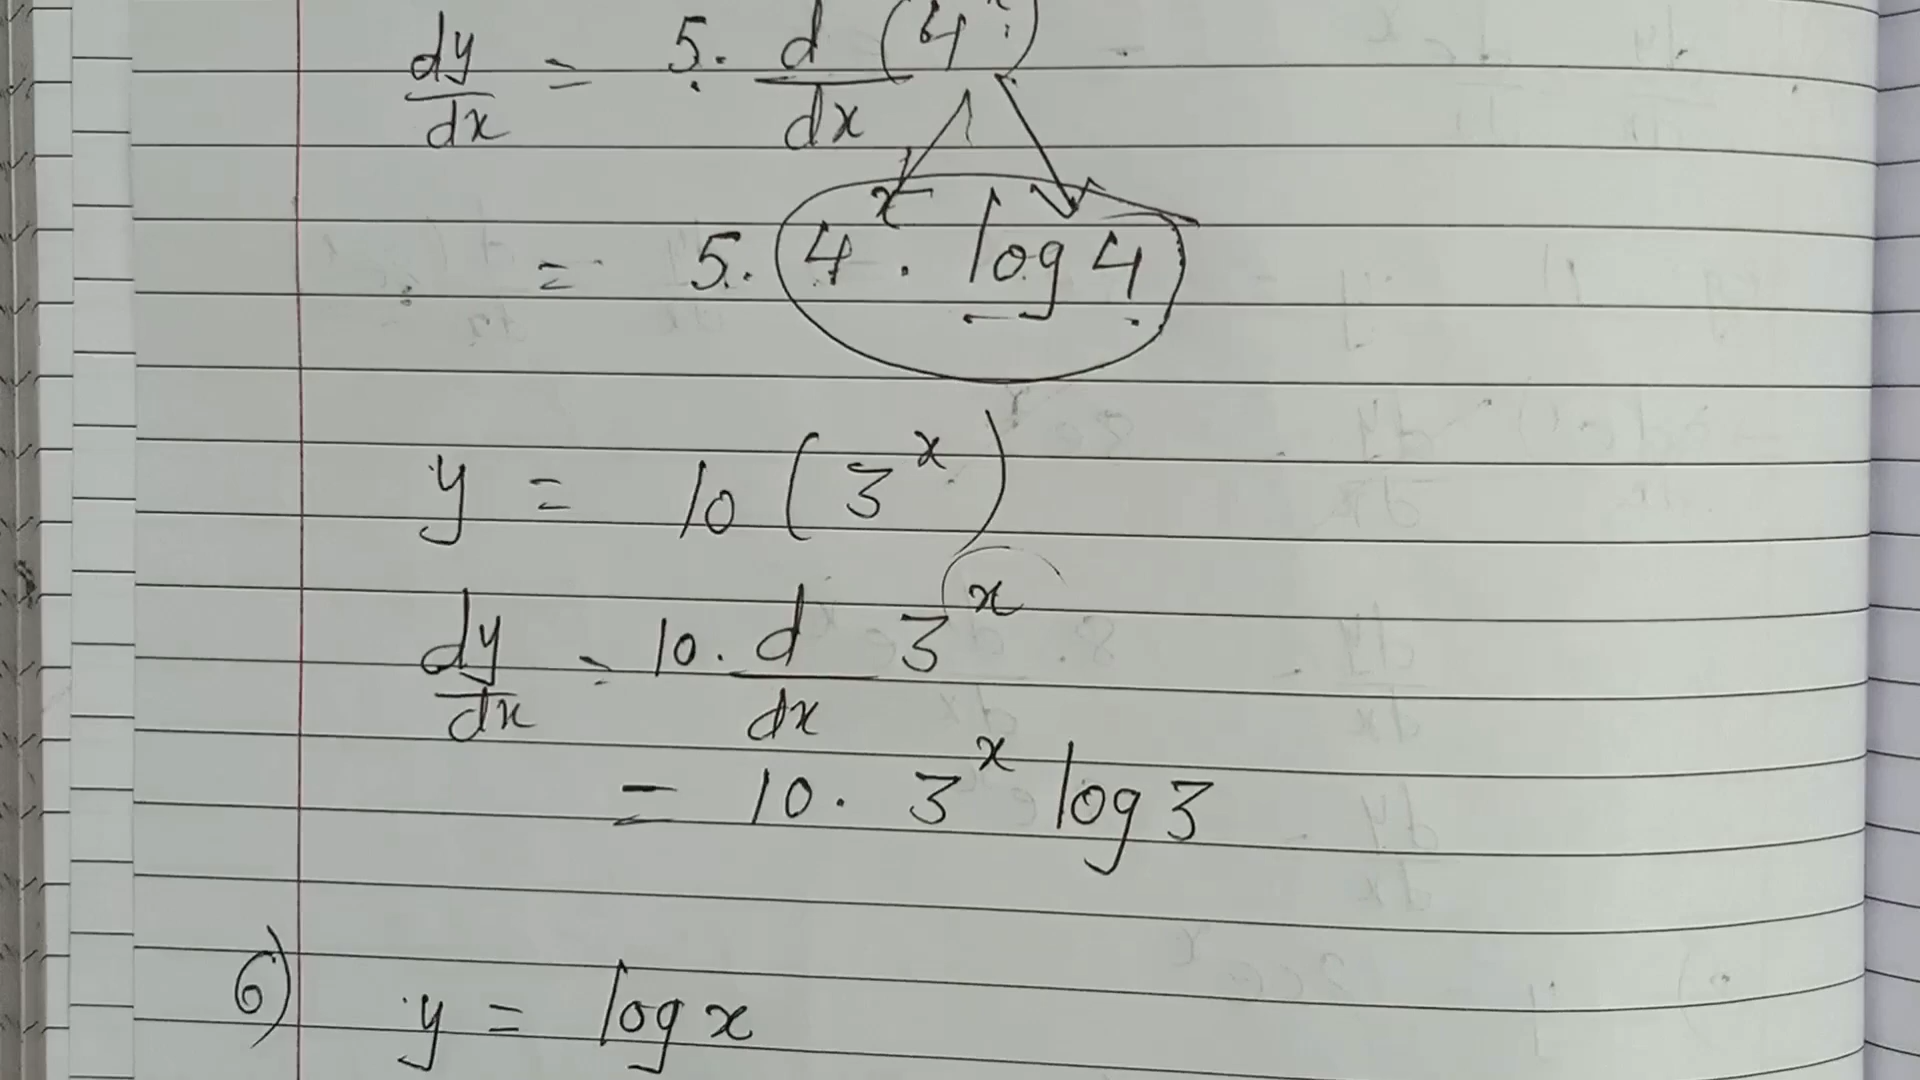 dy/dx = 5. d/dx (4^x)
= 5. (4^x . log 4)
y = 10 (3^x)
dy/dx = 10. d/dx 3^x
= 10. 3^x log 3
6) y = log x